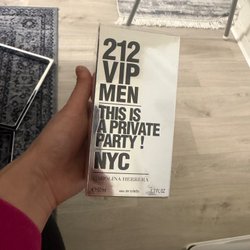 212
VIP
MEN
THIS IS
A PRIVATE
PARTY !
NYC
CAROLINA HERRERA